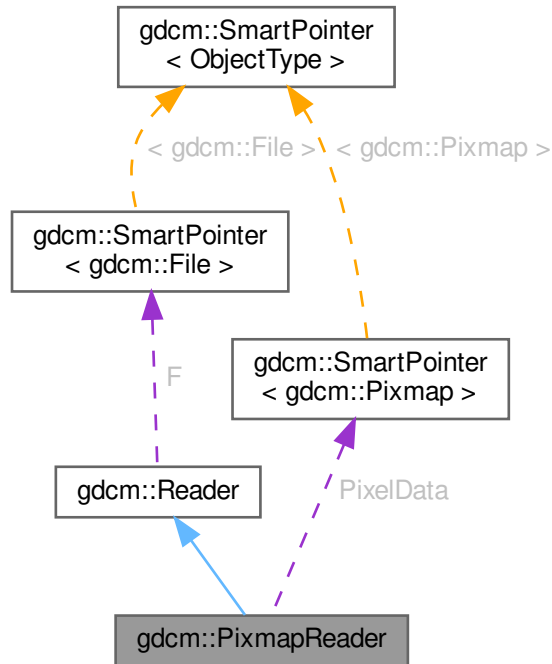 gdcm::SmartPointer
< ObjectType >
< gdcm::File >
< gdcm::Pixmap >
gdcm::SmartPointer
< gdcm::File >
gdcm::SmartPointer
< gdcm::Pixmap >
F
gdcm::Reader
PixelData
gdcm::PixmapReader